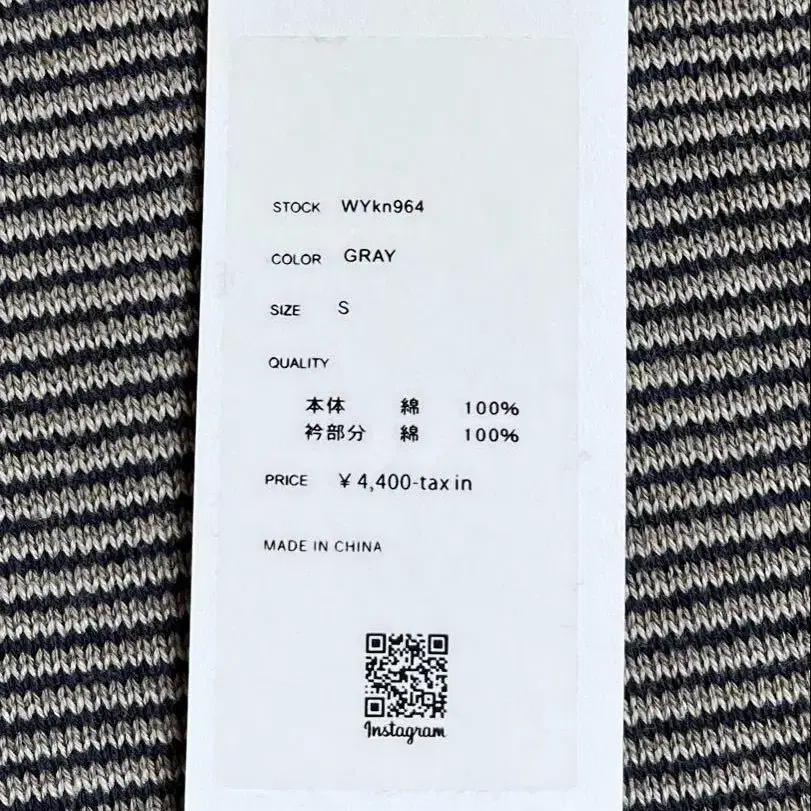 STOCK WYkn964
COLOR GRAY
SIZE S
QUALITY
本体 綿 100%
衿部分 綿 100%
PRICE ¥4,400-tax in
MADE IN CHINA
Instagram